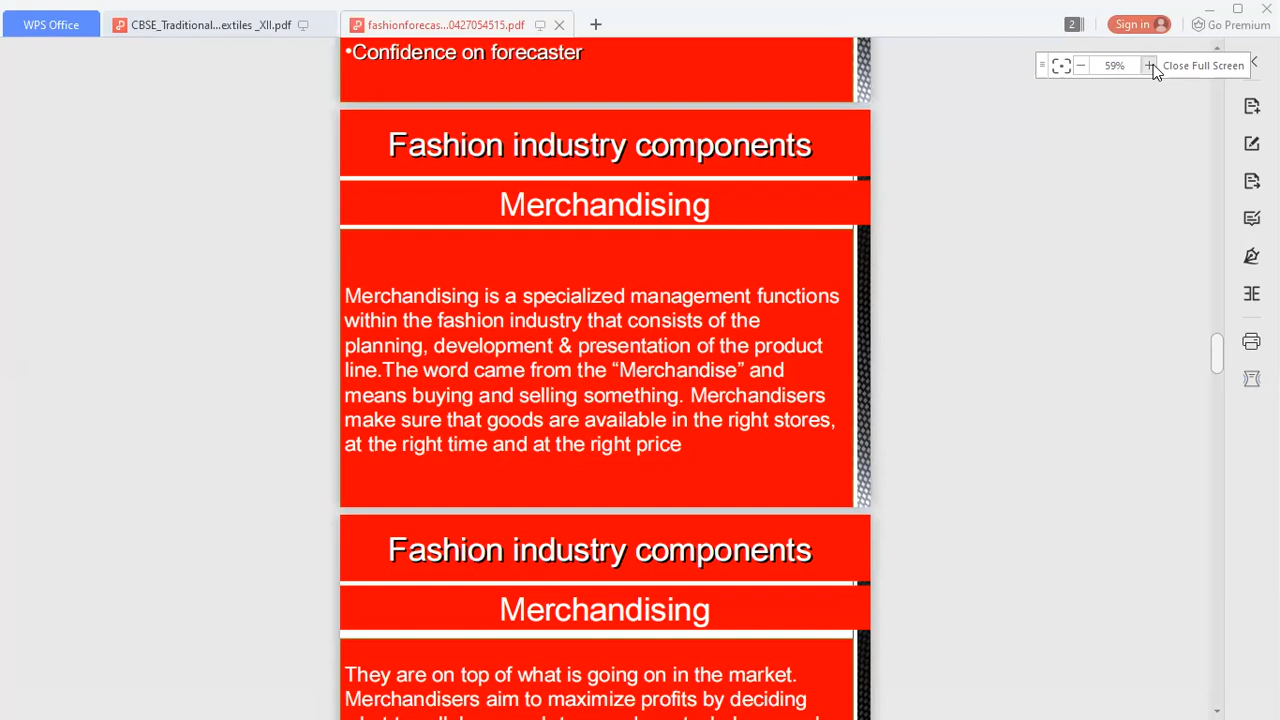 WPS Office
CBSE_Traditional...extiles _XII.pdf
fashionforecas...0427054515.pdf
2
Sign in
Go Premium
59%
Close Full Screen
•Confidence on forecaster
Fashion industry components
Merchandising
Merchandising is a specialized management functions
within the fashion industry that consists of the
planning, development & presentation of the product
line.The word came from the “Merchandise” and
means buying and selling something. Merchandisers
make sure that goods are available in the right stores,
at the right time and at the right price
Fashion industry components
Merchandising
They are on top of what is going on in the market.
Merchandisers aim to maximize profits by deciding